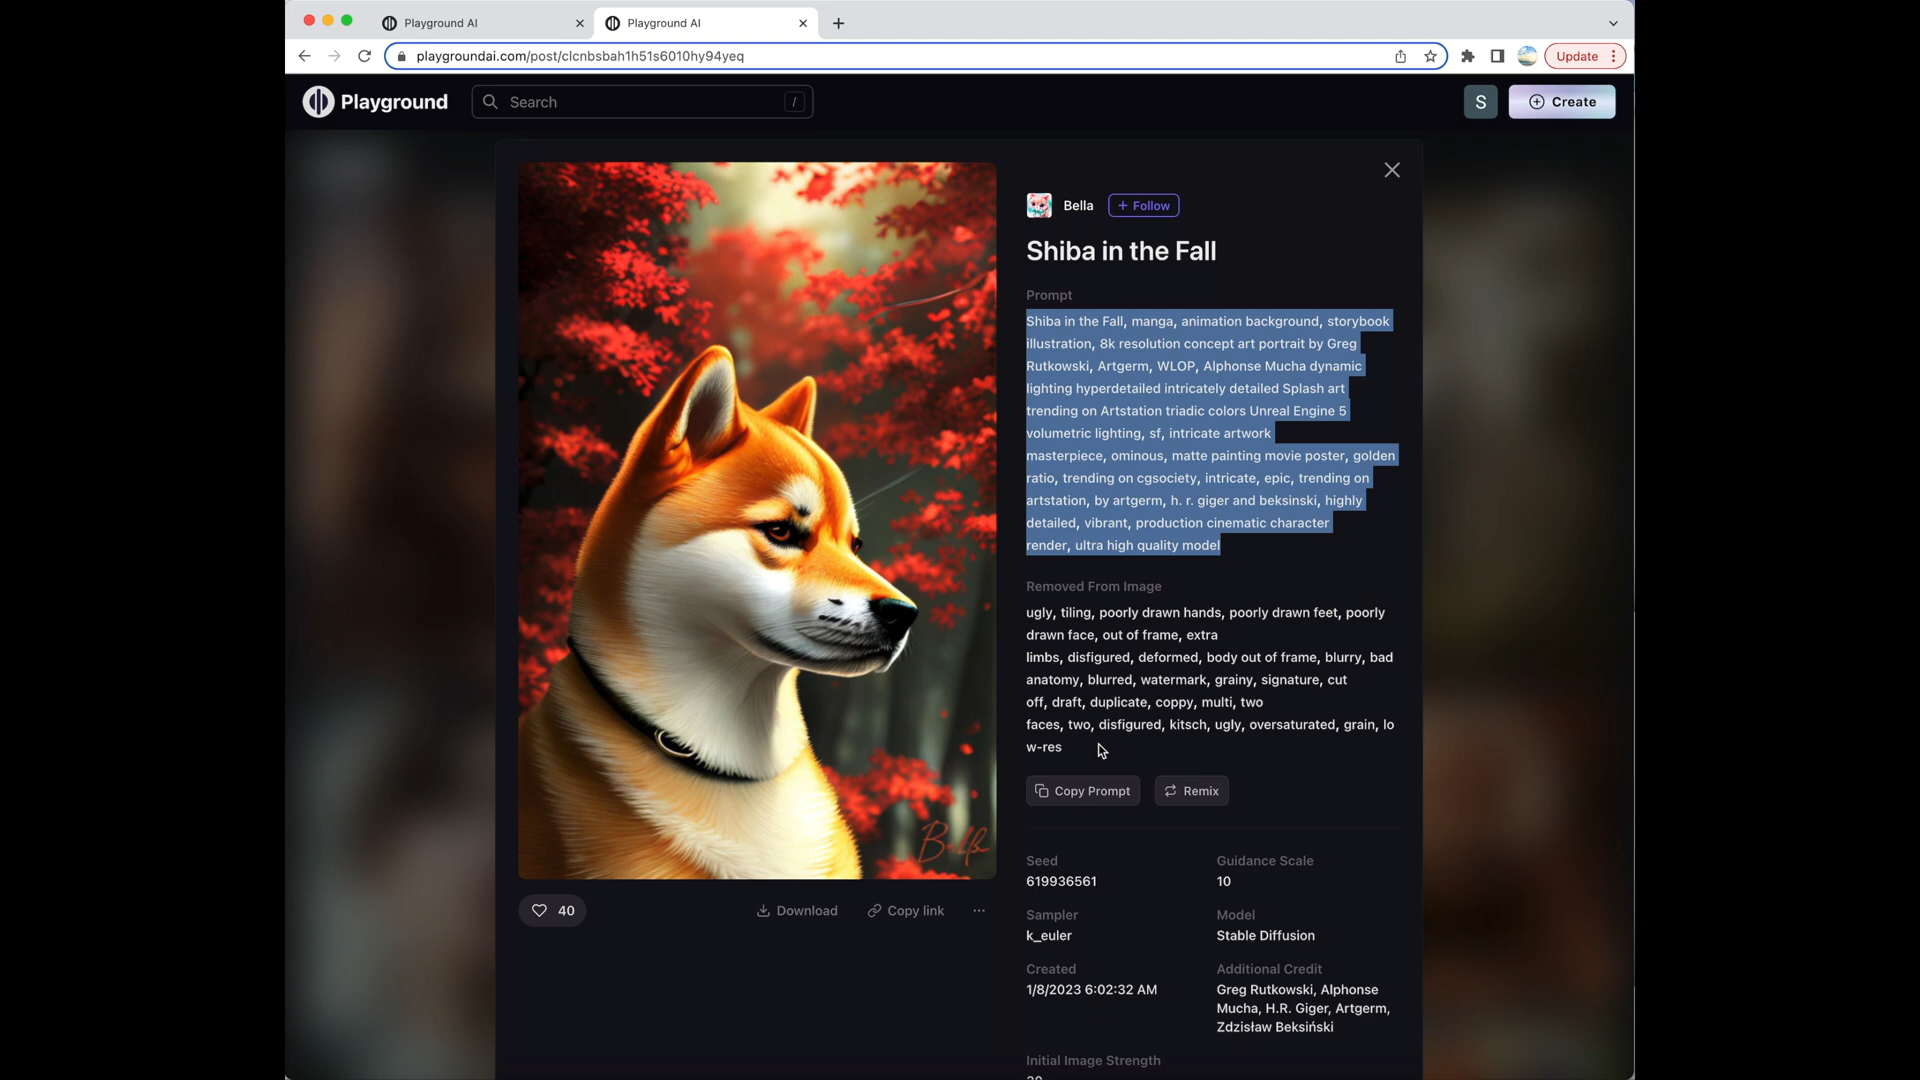 Playground AI
Playground AI
playgroundai.com/post/clcnbsbah1h51s6010hy94yeq
Update
Playground
Search
/
S
Create
Bella
+ Follow
Shiba in the Fall
Prompt
Shiba in the Fall, manga, animation background, storybook
illustration, 8k resolution concept art portrait by Greg
Rutkowski, Artgerm, WLOP, Alphonse Mucha dynamic
lighting hyperdetailed intricately detailed Splash art
trending on Artstation triadic colors Unreal Engine 5
volumetric lighting, sf, intricate artwork
masterpiece, ominous, matte painting movie poster, golden
ratio, trending on cgsociety, intricate, epic, trending on
artstation, by artgerm, h. r. giger and beksinski, highly
detailed, vibrant, production cinematic character
render, ultra high quality model
Removed From Image
ugly, tiling, poorly drawn hands, poorly drawn feet, poorly
drawn face, out of frame, extra
limbs, disfigured, deformed, body out of frame, blurry, bad
anatomy, blurred, watermark, grainy, signature, cut
off, draft, duplicate, coppy, multi, two
faces, two, disfigured, kitsch, ugly, oversaturated, grain, lo
w-res
Copy Prompt
Remix
Seed
Guidance Scale
619936561
10
Sampler
Model
k_euler
Stable Diffusion
Created
Additional Credit
1/8/2023 6:02:32 AM
Greg Rutkowski, Alphonse
Mucha, H.R. Giger, Artgerm,
Zdzisław Beksiński
Initial Image Strength
40
Download
Copy link